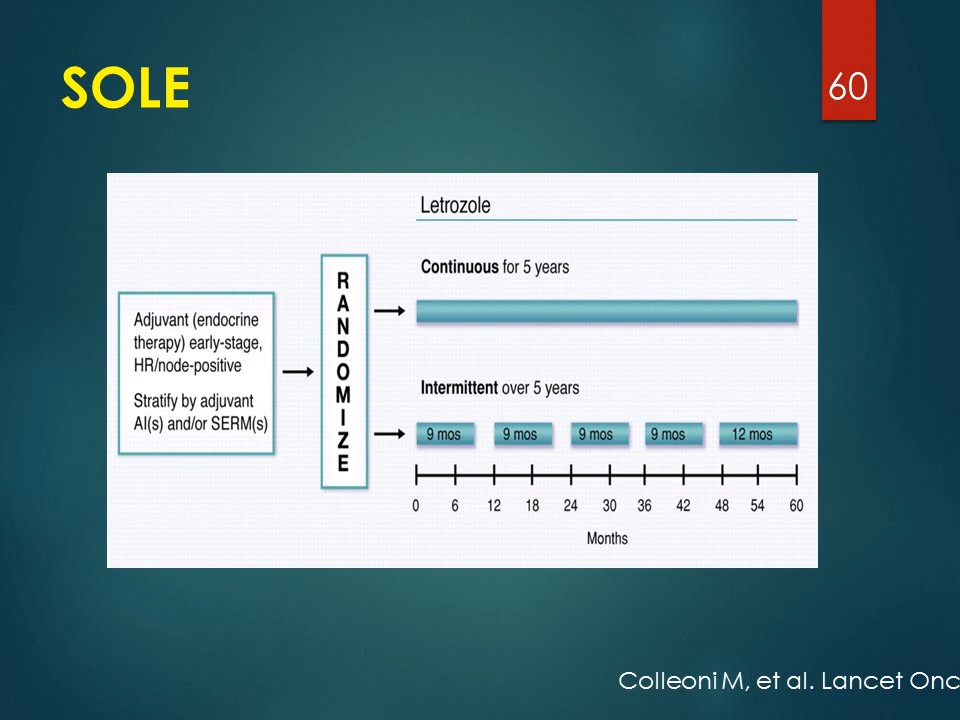 SOLE
60
Letrozole
Continuous for 5 years
Adjuvant (endocrine
therapy) early-stage,
HR/node-positive
Stratify by adjuvant
AI(s) and/or SERM(s)
RANDOMIZE
Intermittent over 5 years
9 mos 9 mos 9 mos 9 mos 12 mos
0 6 12 18 24 30 36 42 48 54 60
Months
Colleoni M, et al. Lancet Onc